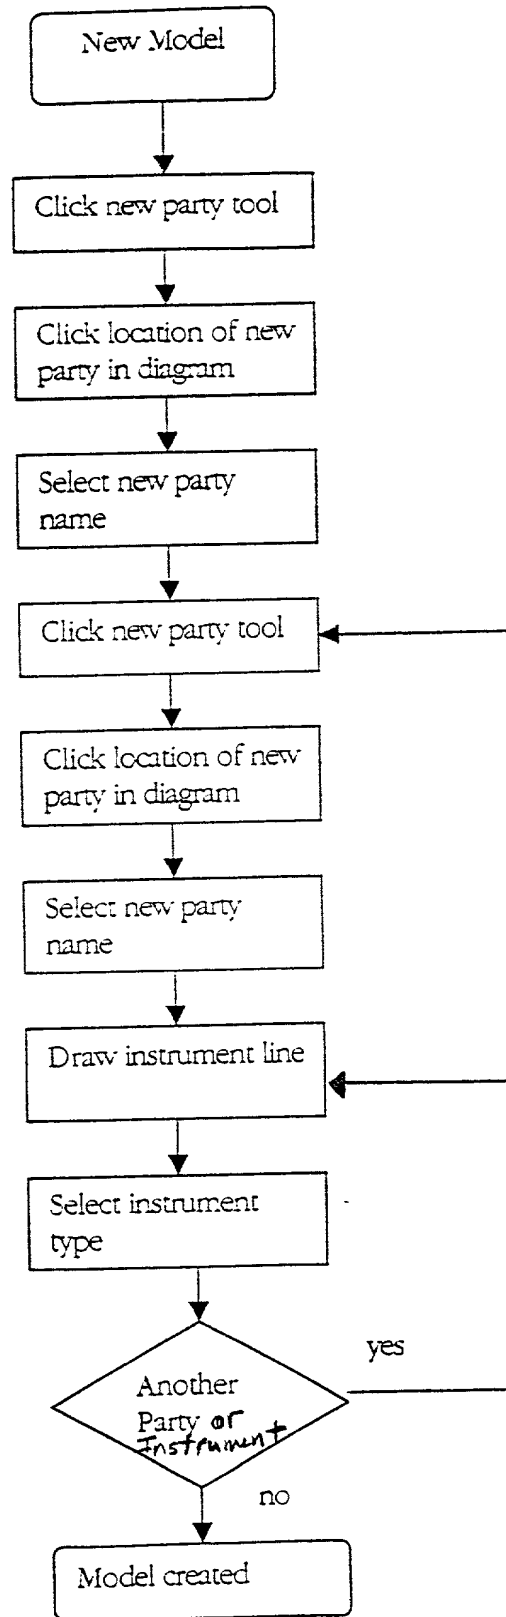 New Model
Click new party tool
Click location of new
party in diagram
Select new party
name
Click new party tool
Click location of new
party in diagram
Select new party
name
Draw instrument line
Select instrument
type
yes
Another
Party or
Instrument
no
Model created